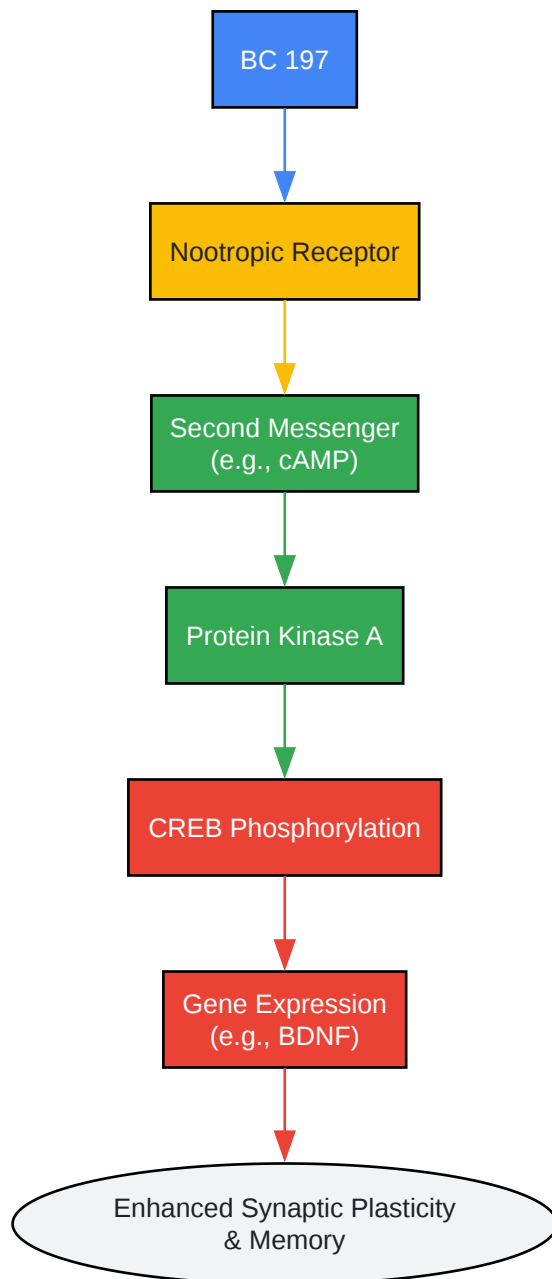 BC 197
Nootropic Receptor
Second Messenger
(e.g., cAMP)
Protein Kinase A
CREB Phosphorylation
Gene Expression
(e.g., BDNF)
Enhanced Synaptic Plasticity
& Memory